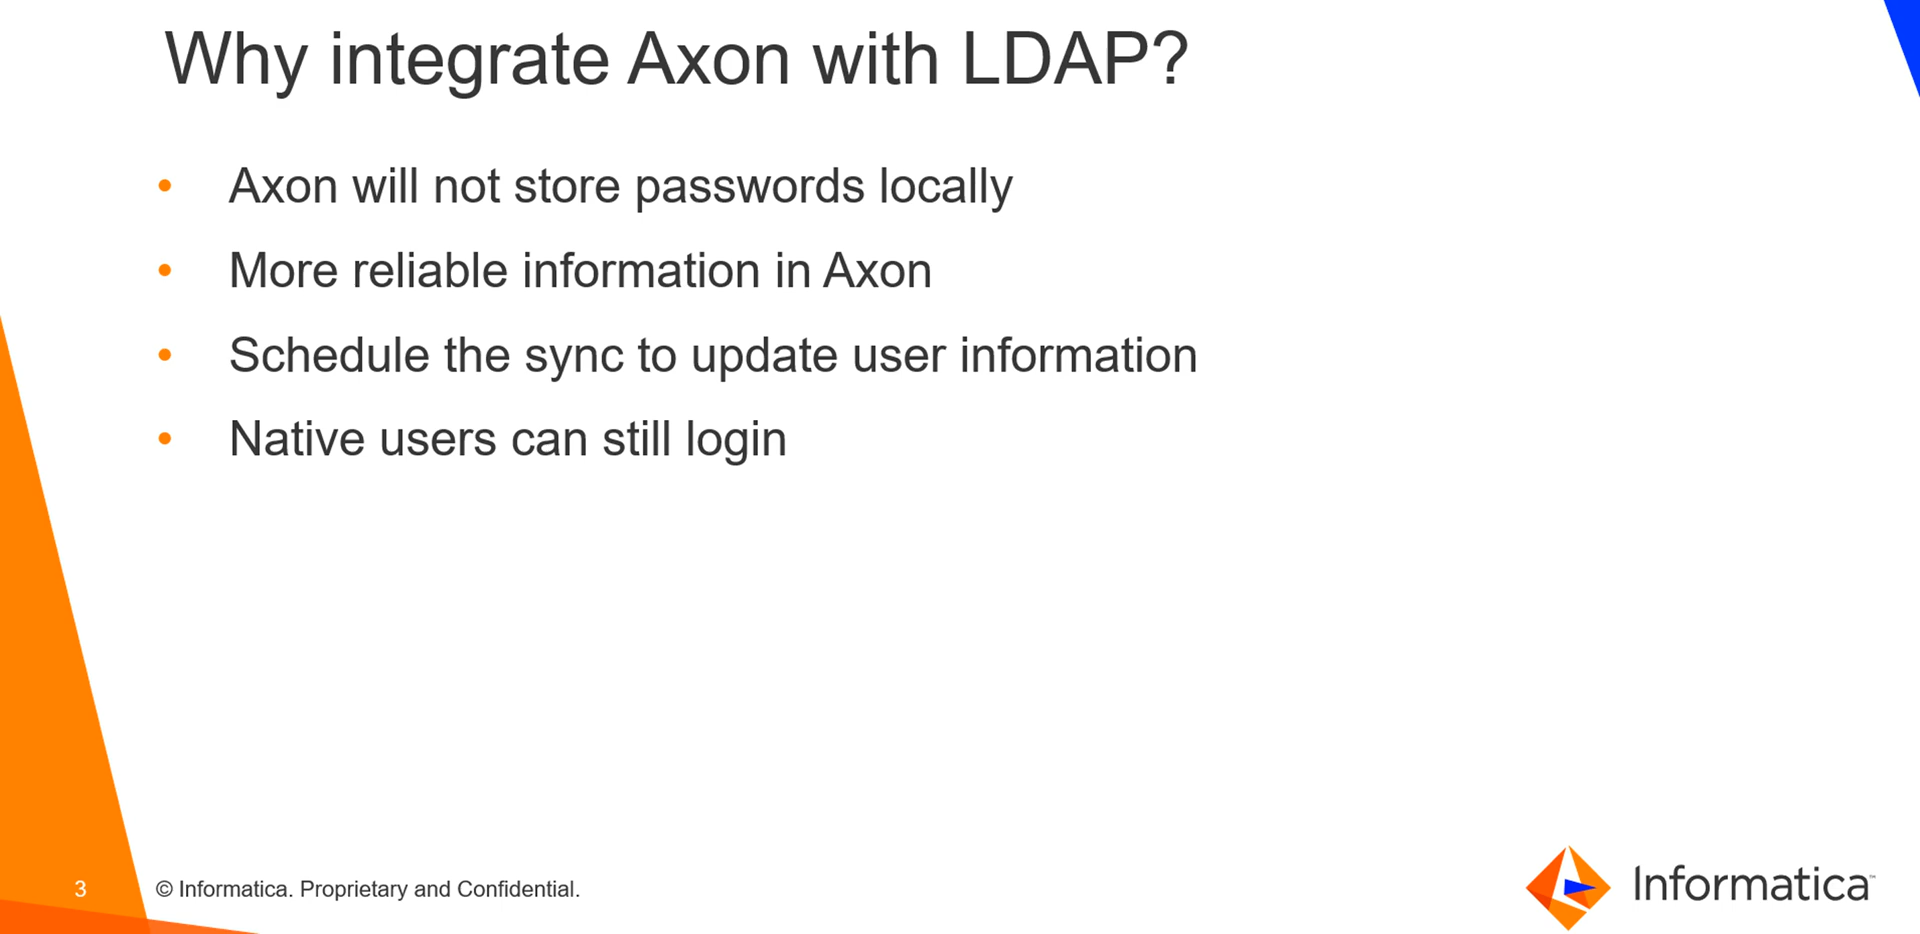 Why integrate Axon with LDAP?
• Axon will not store passwords locally
• More reliable information in Axon
• Schedule the sync to update user information
• Native users can still login
3 © Informatica. Proprietary and Confidential.
Informatica™